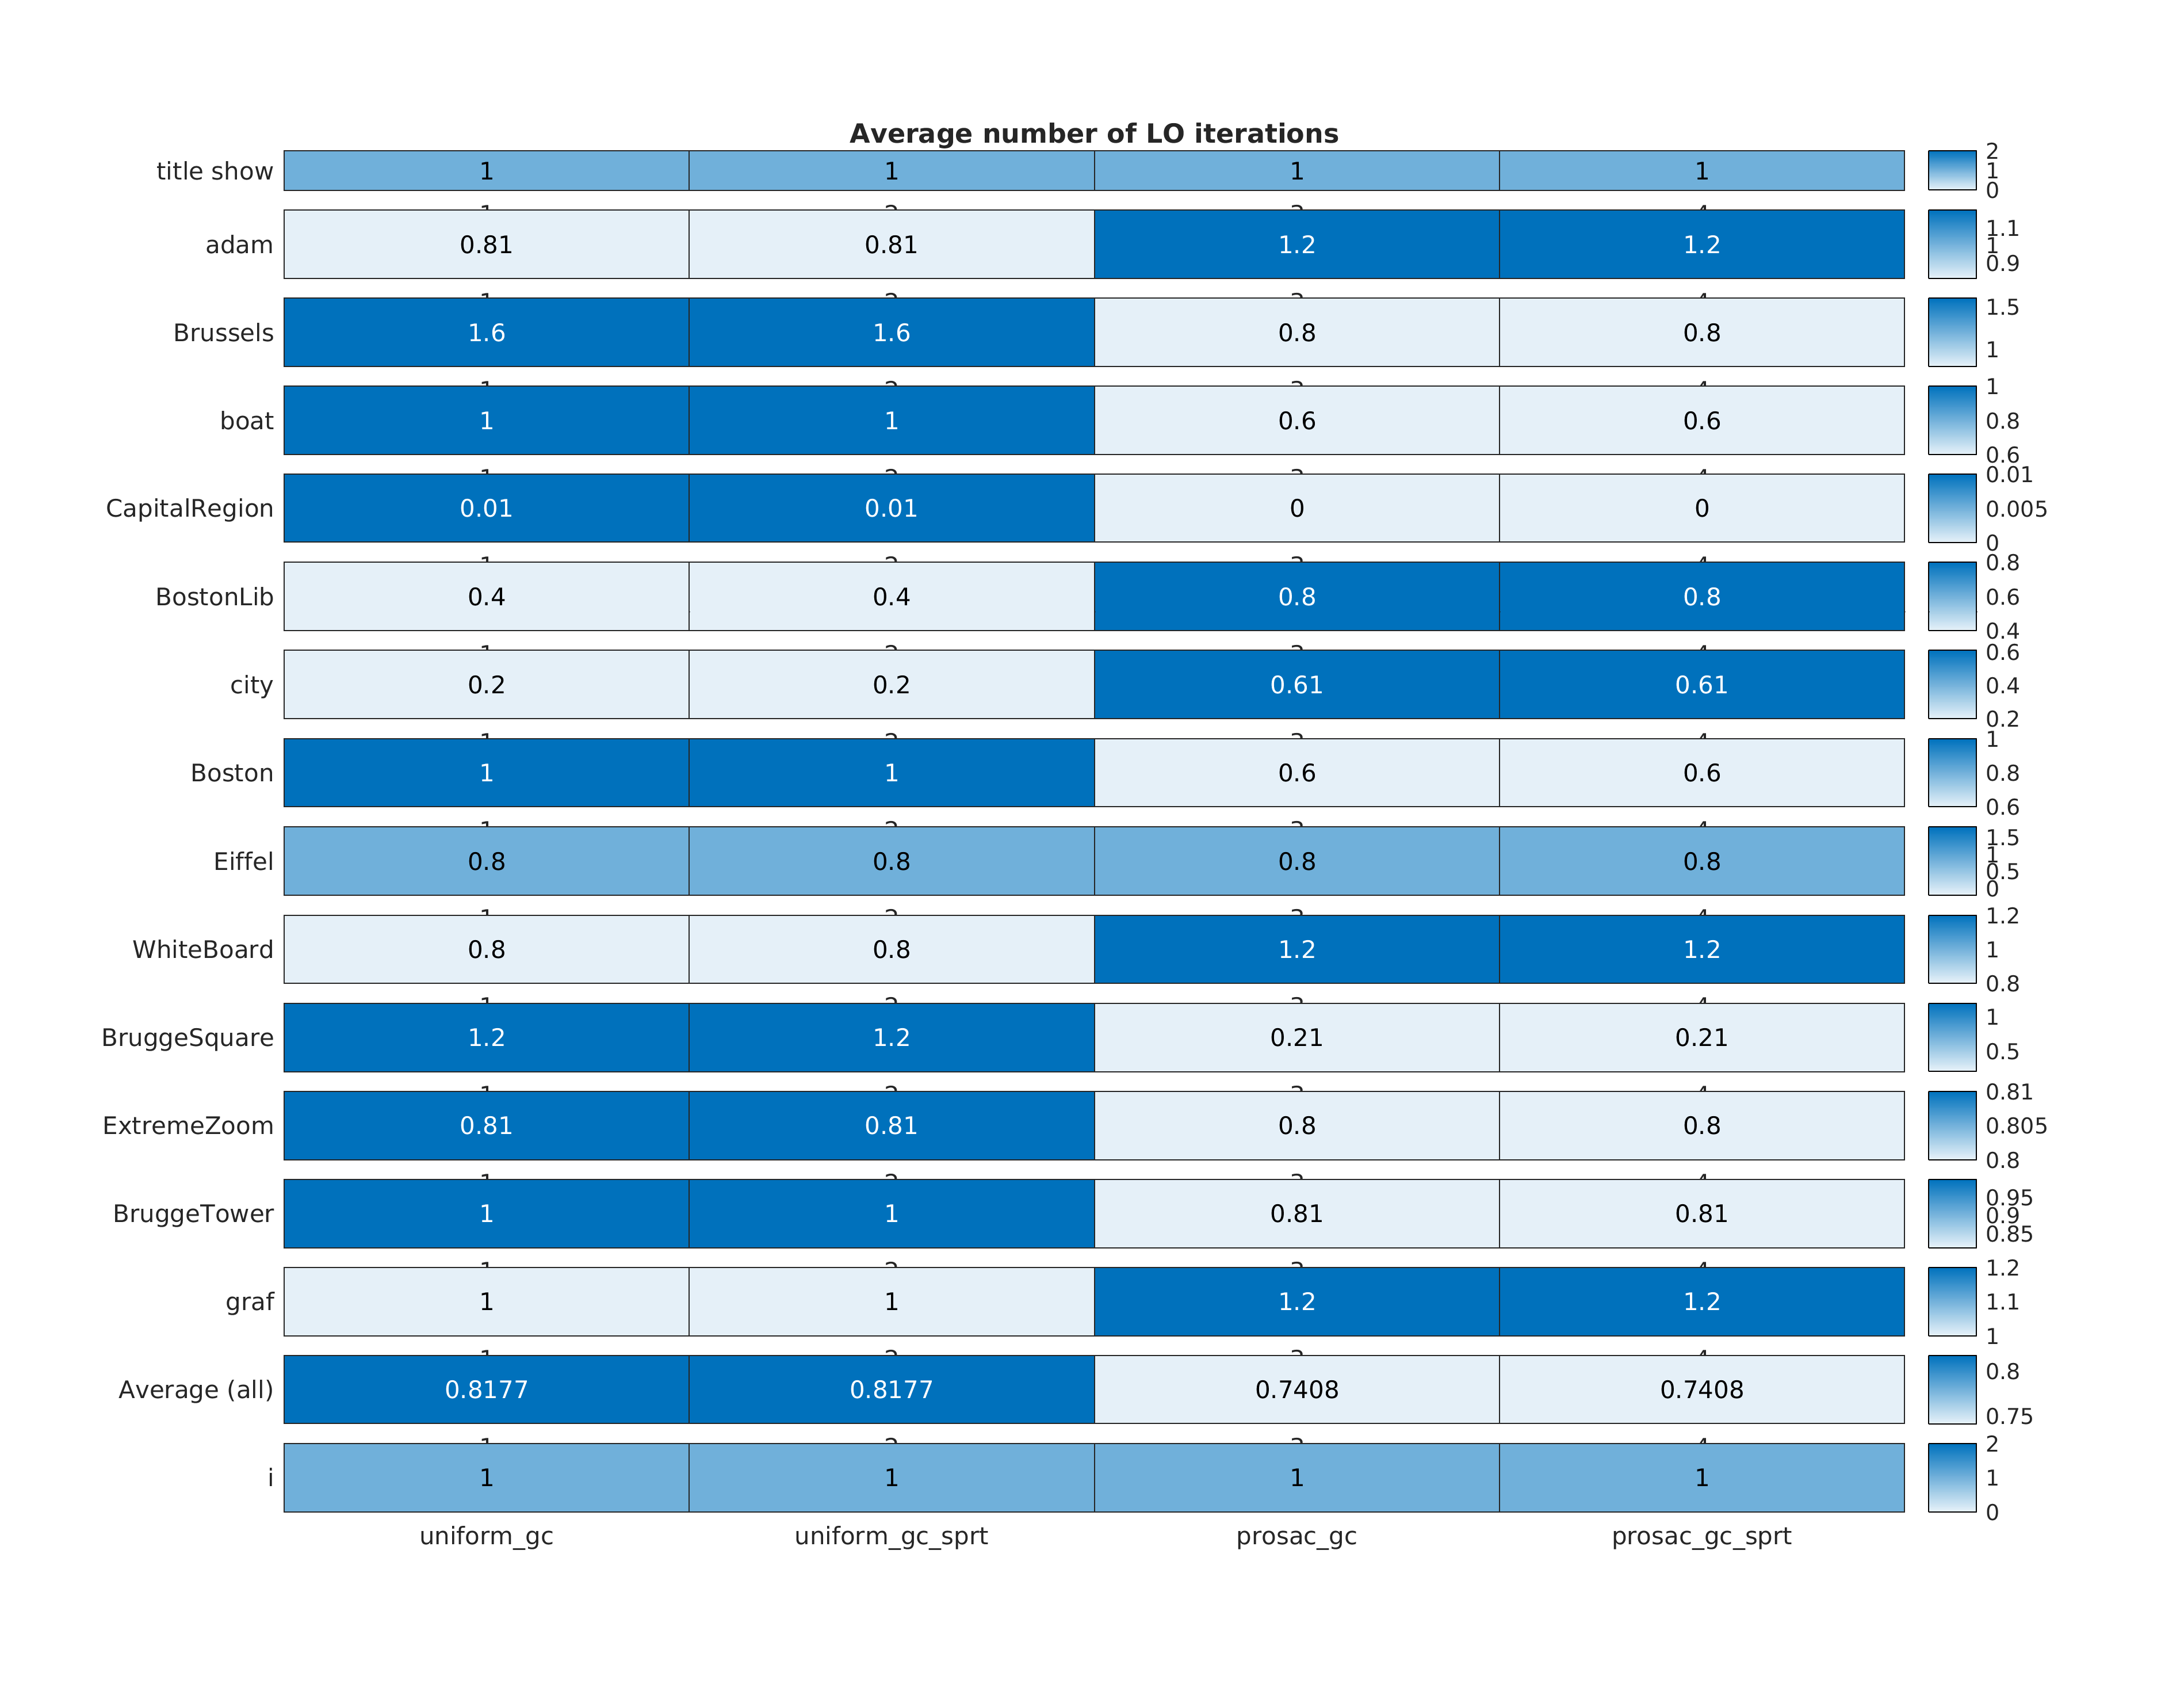 Average number of LO iterations
title show 1 1 1 1 2 1 0
adam 0.81 0.81 1.2 1.2 1.1 1 0.9
Brussels 1.6 1.6 0.8 0.8 1.5 1
boat 1 1 0.6 0.6 1 0.8 0.6
CapitalRegion 0.01 0.01 0 0 0.01 0.005 0
BostonLib 0.4 0.4 0.8 0.8 0.8 0.6 0.4
city 0.2 0.2 0.61 0.61 0.6 0.4 0.2
Boston 1 1 0.6 0.6 1 0.8 0.6
Eiffel 0.8 0.8 0.8 0.8 1.5 1 0.5 0
WhiteBoard 0.8 0.8 1.2 1.2 1.2 1 0.8
BruggeSquare 1.2 1.2 0.21 0.21 1 0.5
ExtremeZoom 0.81 0.81 0.8 0.8 0.81 0.805 0.8
BruggeTower 1 1 0.81 0.81 0.95 0.9 0.85
graf 1 1 1.2 1.2 1.2 1.1 1
Average (all) 0.8177 0.8177 0.7408 0.7408 0.8 0.75
i 1 1 1 1 2 1 0
uniform_gc uniform_gc_sprt prosac_gc prosac_gc_sprt